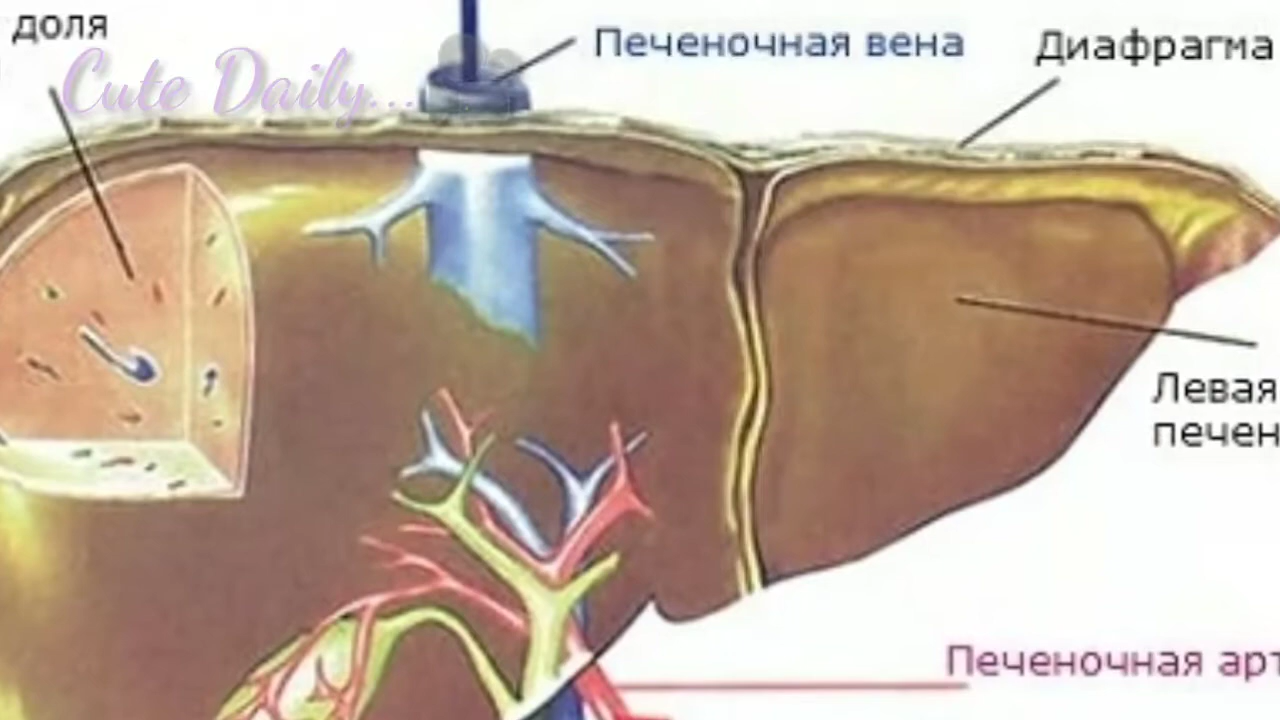 доля
Cute Daily...
Печеночная вена
Диафрагма
Левая
печен
Печеночная арт